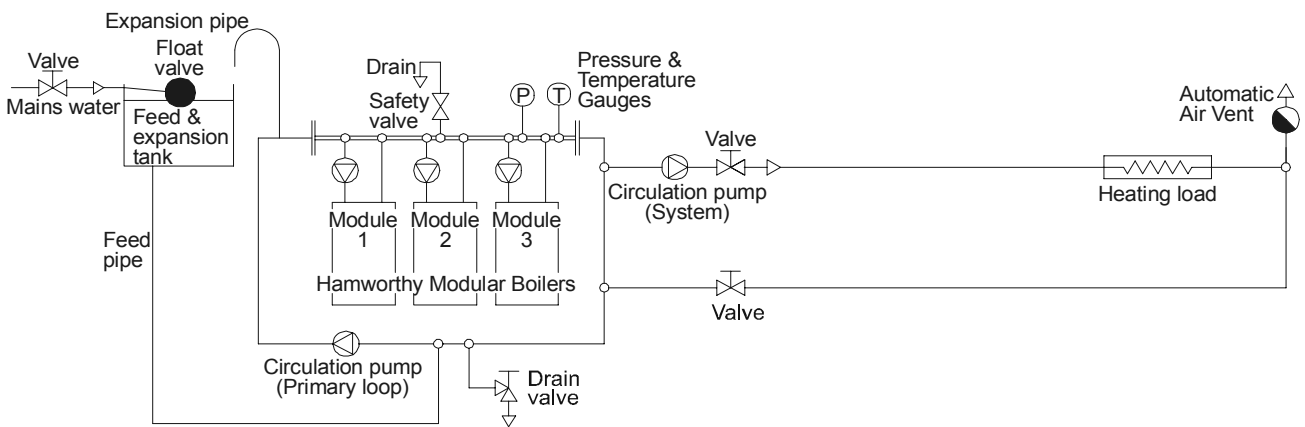 Expansion pipe
Valve
Float
valve
Mains water
Feed &
expansion
tank
Drain
Safety
valve
P
T
Pressure &
Temperature
Gauges
Automatic
Air Vent
Valve
Circulation pump
(System)
Heating load
Module
1
Module
2
Module
3
Hamworthy Modular Boilers
Feed
pipe
Valve
Circulation pump
(Primary loop)
Drain
valve